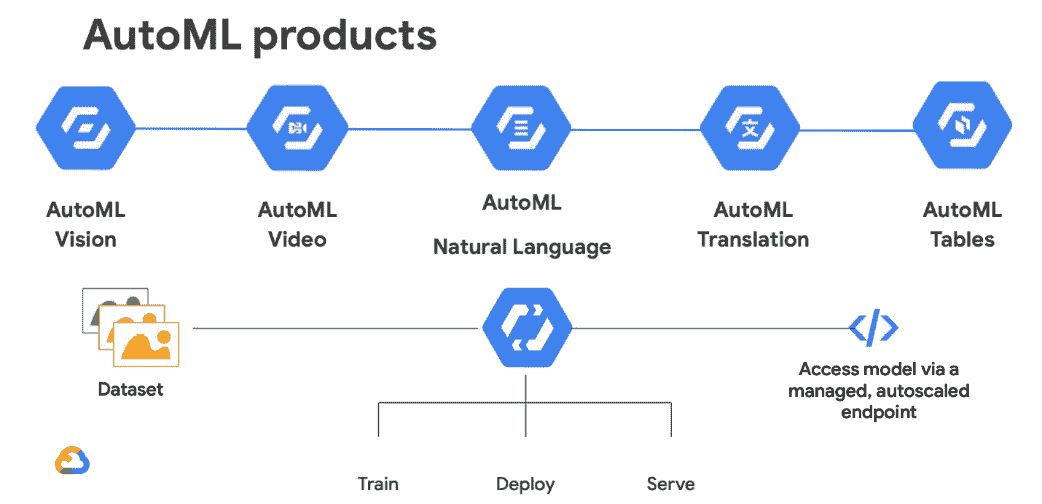 AutoML products
AutoML
Vision
AutoML
Video
AutoML
Natural Language
文
AutoML
Translation
AutoML
Tables
Dataset
</>
Access model via a
managed, autoscaled
endpoint
Train
Deploy
Serve